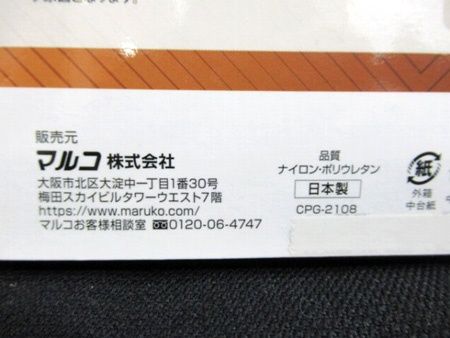 販売元
マルコ 株式会社
大阪市北区大淀中一丁目1番30号
梅田スカイビルタワーウエスト7階
https://www.maruko.com/
マルコお客様相談室 0120-06-4747
品質
ナイロン・ポリウレタン
日本製
CPG-2108
紙
外箱
中台紙